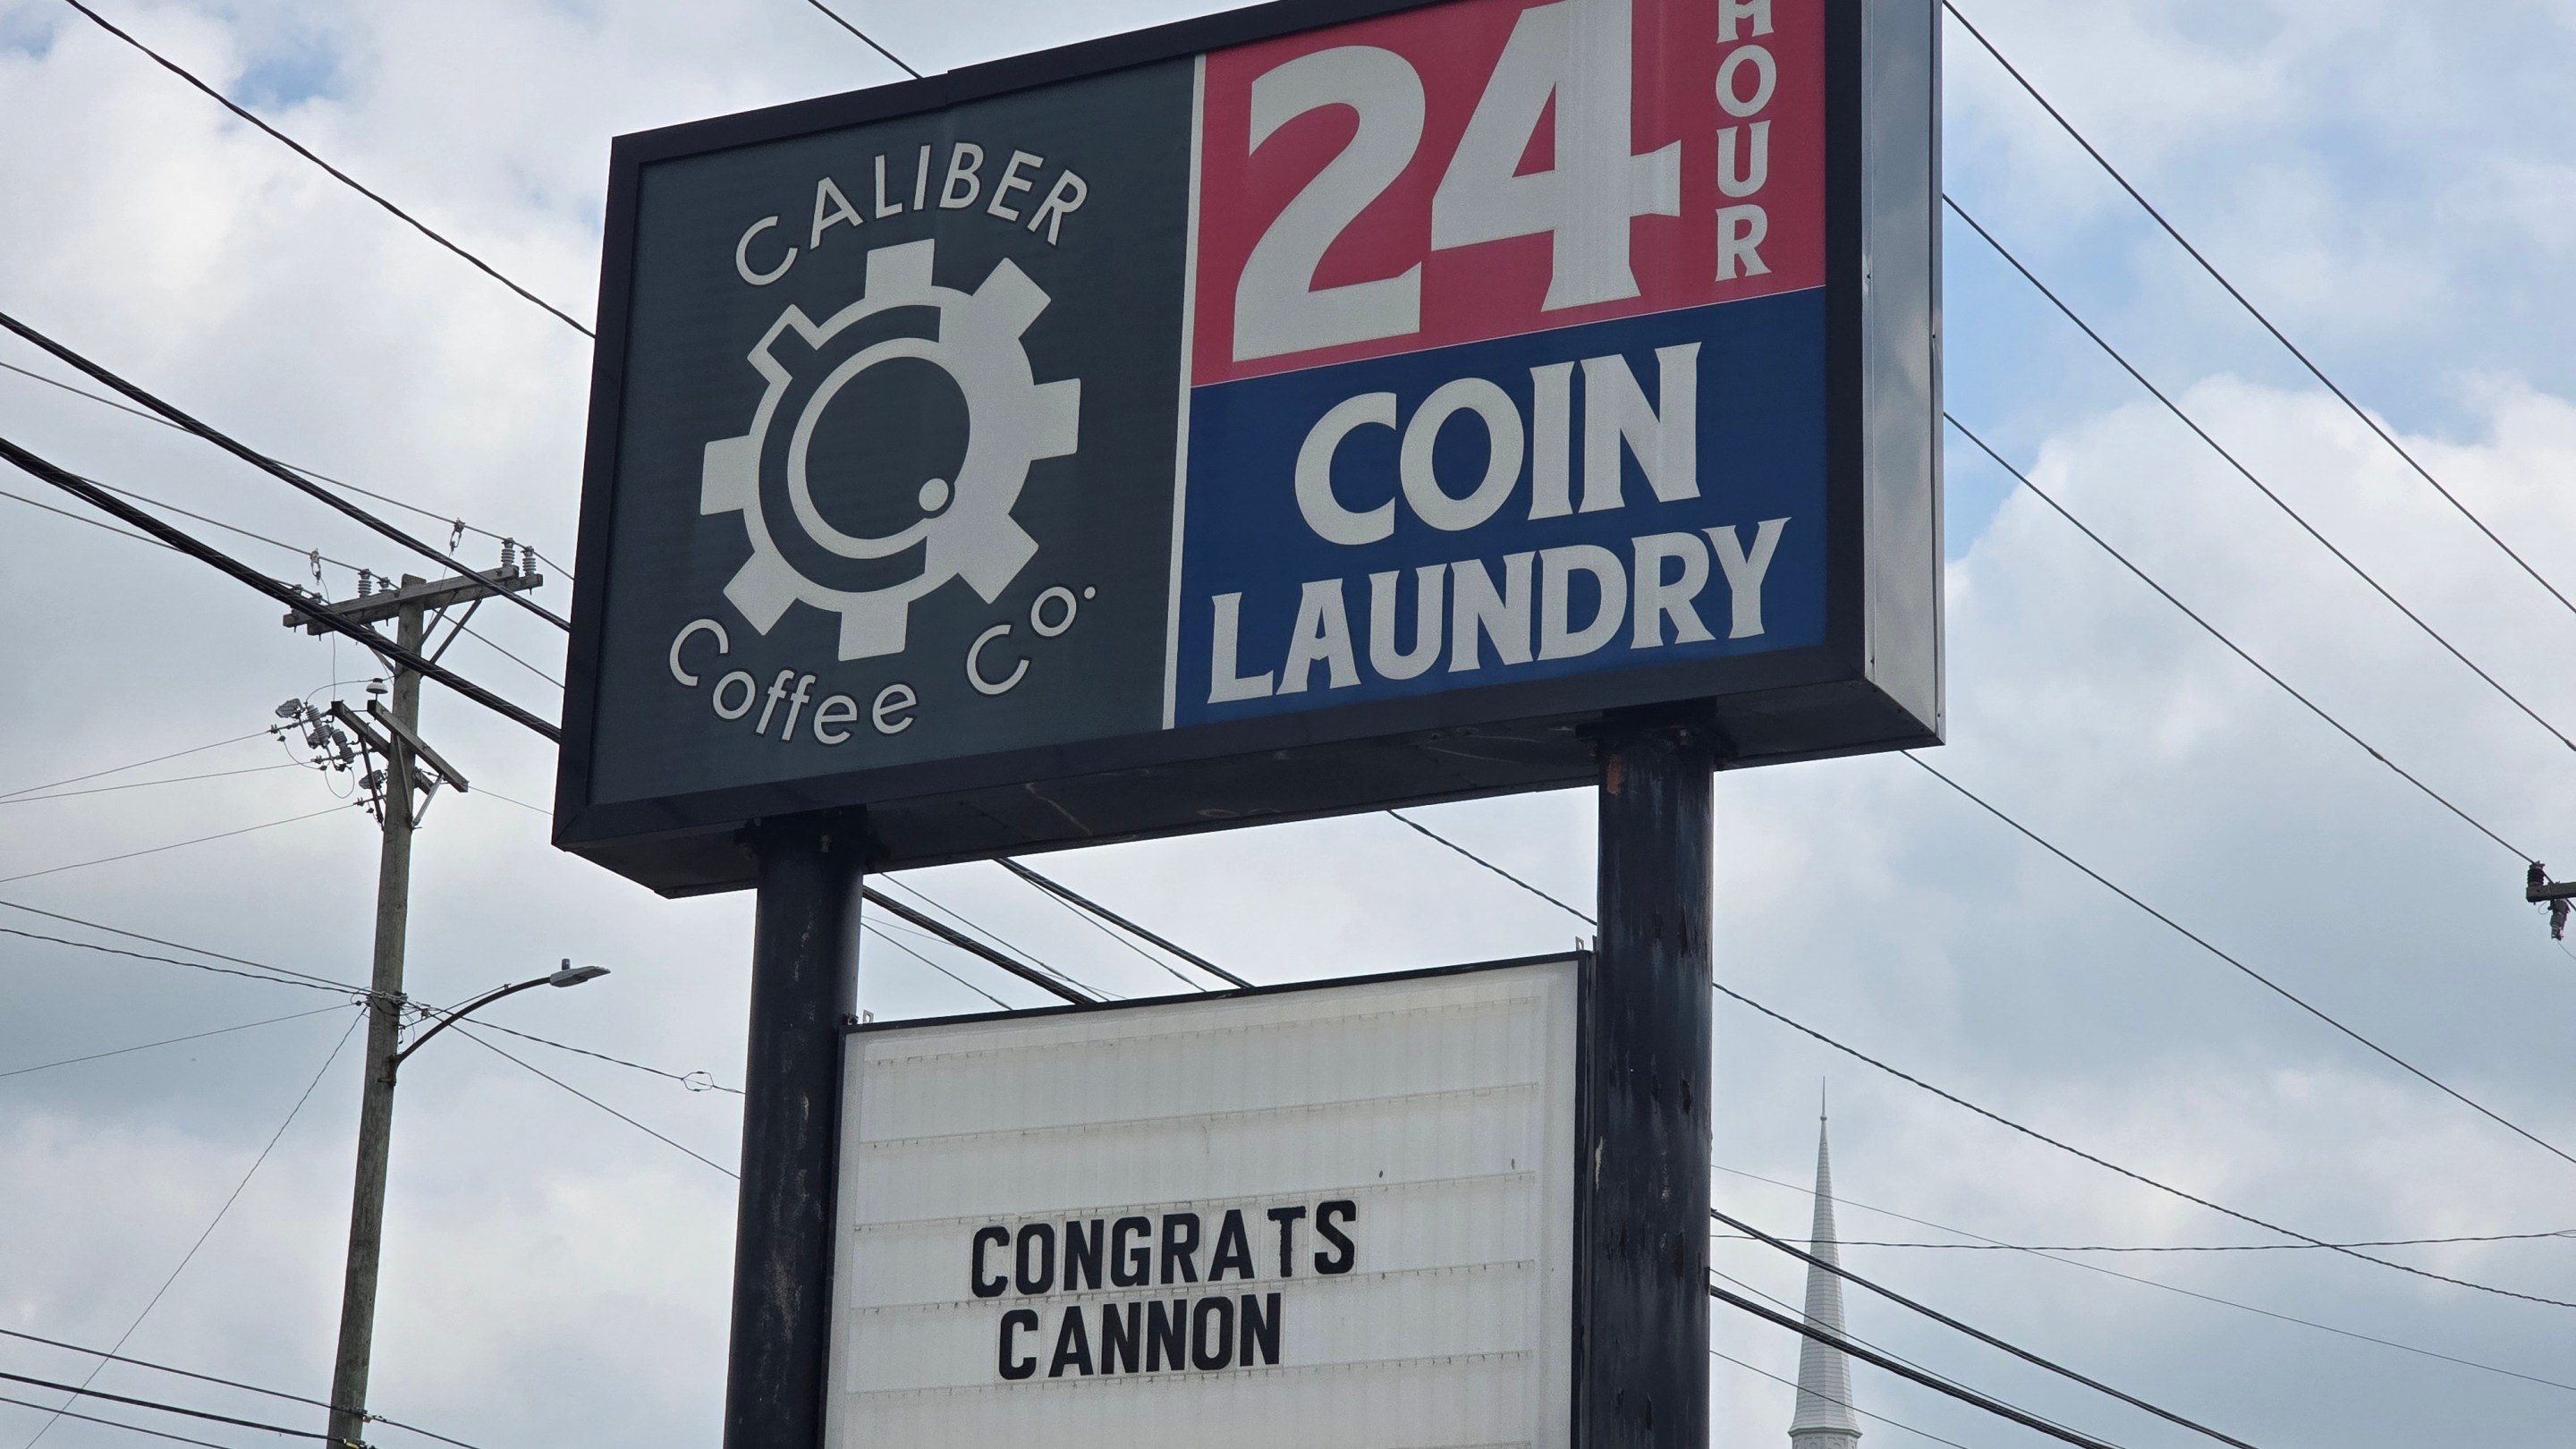 CALIBER
Coffee Co.
24
HOUR
COIN
LAUNDRY
CONGRATS
CANNON